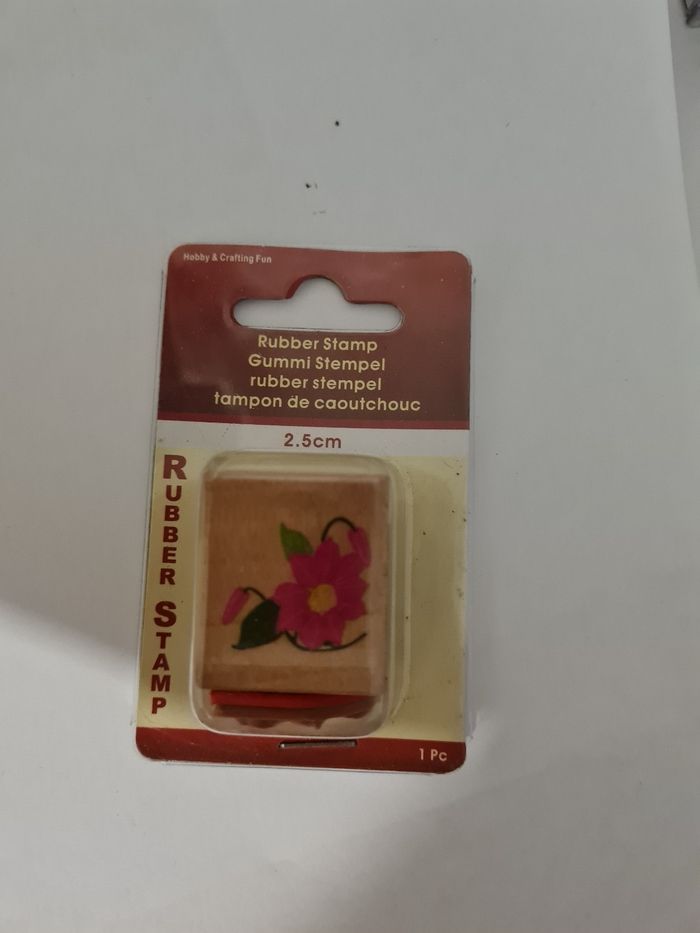 Hobby & Crafting Fun
Rubber Stamp
Gummi Stempel
rubber stempel
tampon de caoutchouc
2.5cm
RUBBER STAMP
1 Pc